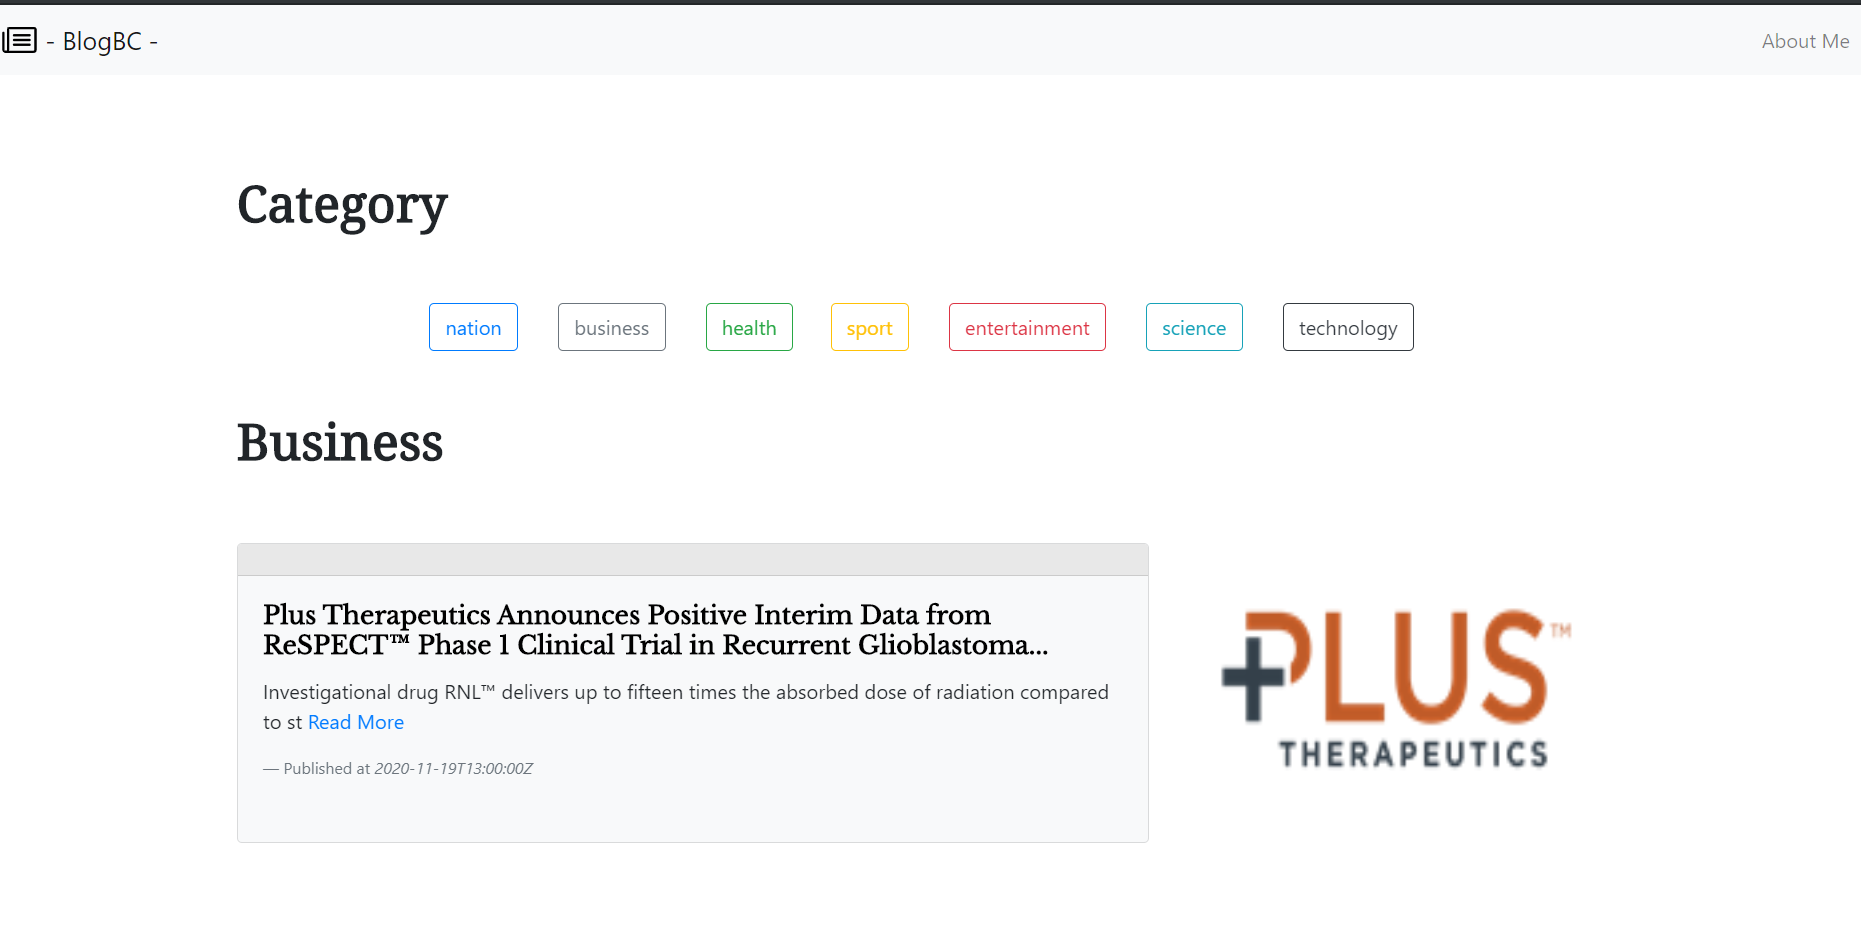 - BlogBC -
About Me
Category
nation
business
health
sport
entertainment
science
technology
Business
Plus Therapeutics Announces Positive Interim Data from
ReSPECT™ Phase 1 Clinical Trial in Recurrent Glioblastoma...
Investigational drug RNL™ delivers up to fifteen times the absorbed dose of radiation compared
to st Read More
— Published at 2020-11-19T13:00:00Z
PLUS™
THERAPEUTICS